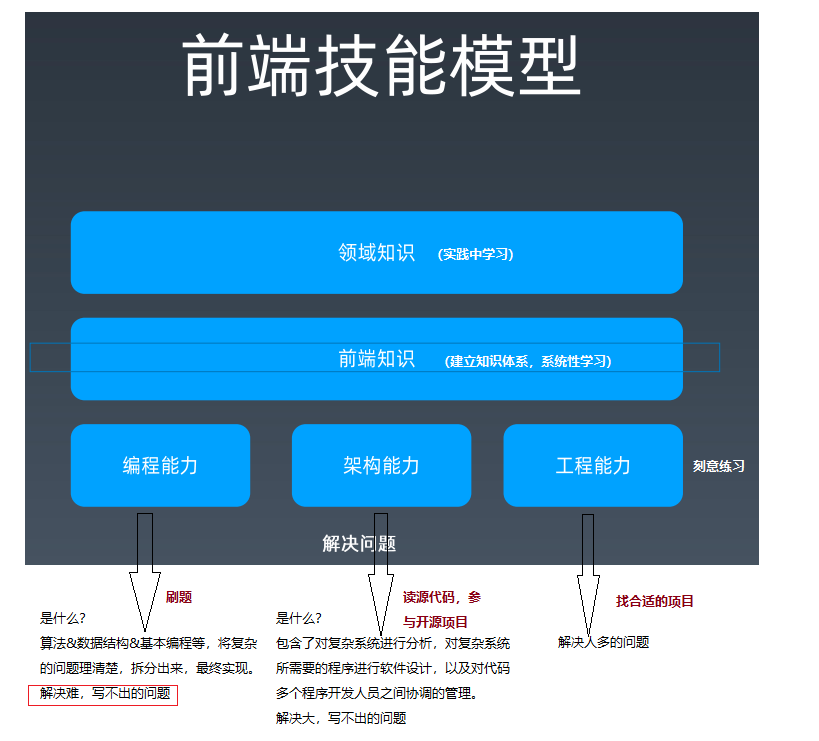 前端技能模型
领域知识 (实践中学习)
前端知识 (建立知识体系，系统性学习)
编程能力 架构能力 工程能力 刻意练习
解决问题
刷题
是什么？
算法&数据结构&基本编程等，将复杂
的问题理清楚，拆分出来，最终实现。
解决难，写不出的问题
读源代码，参
与开源项目
是什么？
包含了对复杂系统进行分析，对复杂系统
所需要的程序进行软件设计，以及对代码
多个程序开发人员之间协调的管理。
解决大，写不出的问题
找合适的项目
解决人多的问题